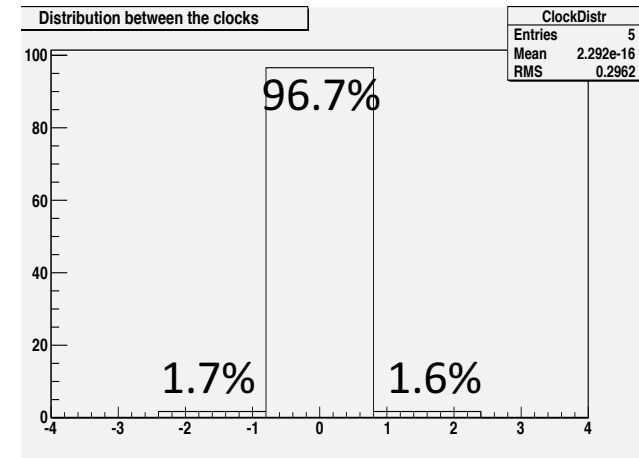 Distribution between the clocks
ClockDistr
Entries 5
Mean 2.292e-16
RMS 0.2962
100
80
60
40
20
0
96.7%
1.7% 1.6%
-4 -3 -2 -1 0 1 2 3 4